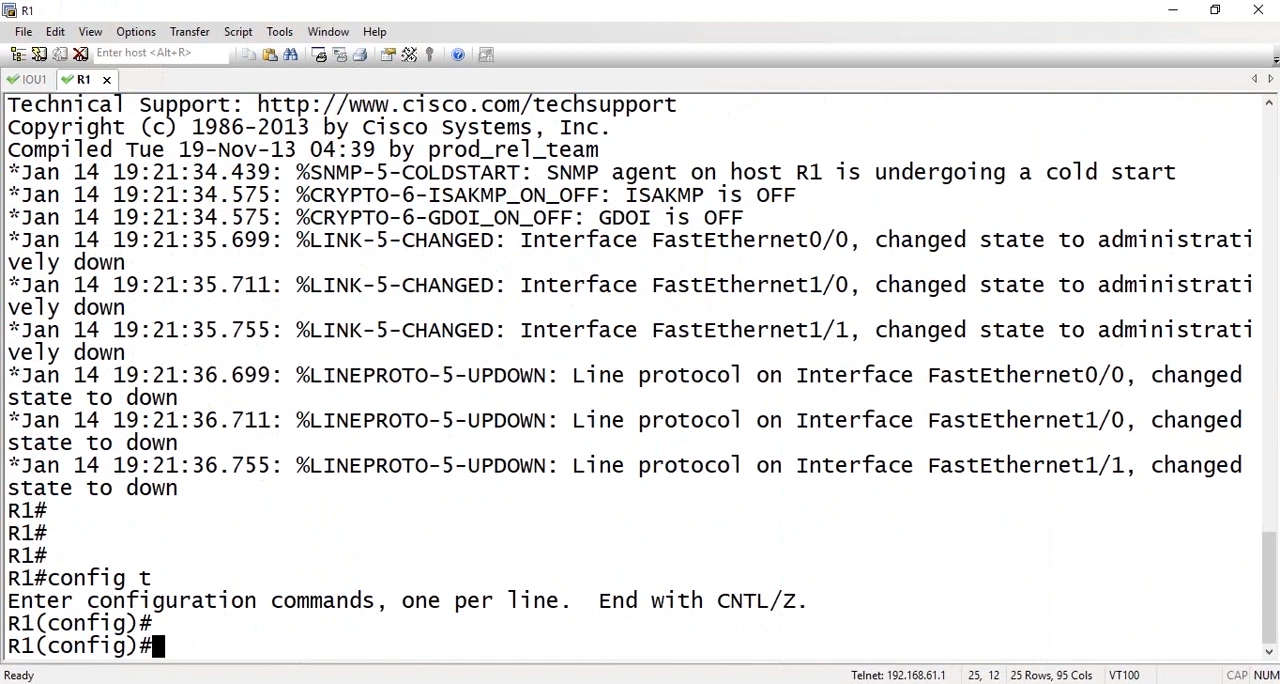 R1
File Edit View Options Transfer Script Tools Window Help
Enter host <Alt+R>
IOU1 R1
Technical Support: http://www.cisco.com/techsupport
Copyright (c) 1986-2013 by Cisco Systems, Inc.
Compiled Tue 19-Nov-13 04:39 by prod_rel_team
*Jan 14 19:21:34.439: %SNMP-5-COLDSTART: SNMP agent on host R1 is undergoing a cold start
*Jan 14 19:21:34.575: %CRYPTO-6-ISAKMP_ON_OFF: ISAKMP is OFF
*Jan 14 19:21:34.575: %CRYPTO-6-GDOI_ON_OFF: GDOI is OFF
*Jan 14 19:21:35.699: %LINK-5-CHANGED: Interface FastEthernet0/0, changed state to administrati
vely down
*Jan 14 19:21:35.711: %LINK-5-CHANGED: Interface FastEthernet1/0, changed state to administrati
vely down
*Jan 14 19:21:35.755: %LINK-5-CHANGED: Interface FastEthernet1/1, changed state to administrati
vely down
*Jan 14 19:21:36.699: %LINEPROTO-5-UPDOWN: Line protocol on Interface FastEthernet0/0, changed
state to down
*Jan 14 19:21:36.711: %LINEPROTO-5-UPDOWN: Line protocol on Interface FastEthernet1/0, changed
state to down
*Jan 14 19:21:36.755: %LINEPROTO-5-UPDOWN: Line protocol on Interface FastEthernet1/1, changed
state to down
R1#
R1#
R1#
R1#config t
Enter configuration commands, one per line.  End with CNTL/Z.
R1(config)#
R1(config)#
Ready Telnet: 192.168.61.1 25, 12 25 Rows, 95 Cols VT100 CAP NUM